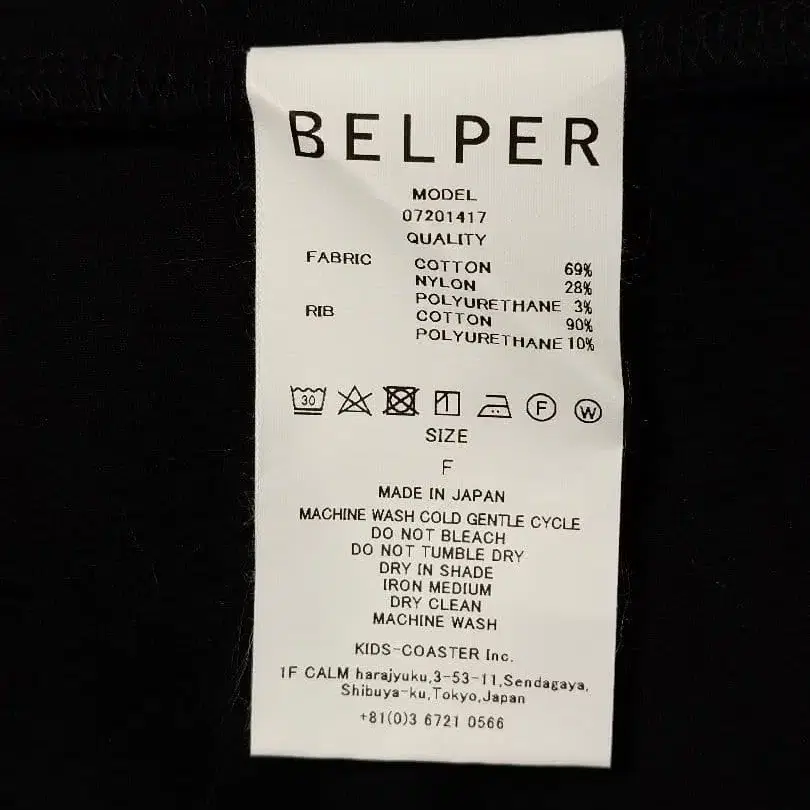 BELPER
MODEL
07201417
QUALITY
FABRIC COTTON 69%
NYLON 28%
POLYURETHANE 3%
RIB COTTON 90%
POLYURETHANE 10%
30 F W
SIZE
F
MADE IN JAPAN
MACHINE WASH COLD GENTLE CYCLE
DO NOT BLEACH
DO NOT TUMBLE DRY
DRY IN SHADE
IRON MEDIUM
DRY CLEAN
MACHINE WASH
KIDS-COASTER Inc.
1F CALM harajyuku,3-53-11,Sendagaya,
Shibuya-ku,Tokyo,Japan
+81(0)3 6721 0566